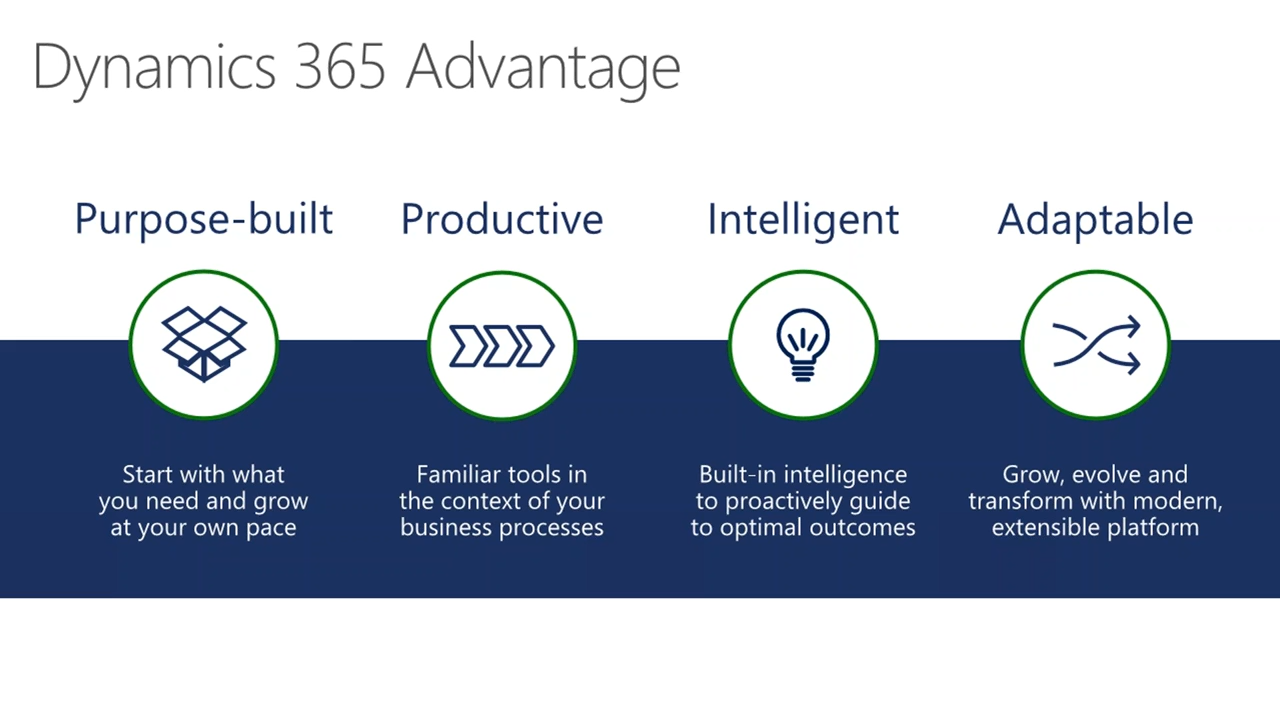 Dynamics 365 Advantage
Purpose-built
Start with what
you need and grow
at your own pace
Productive
Familiar tools in
the context of your
business processes
Intelligent
Built-in intelligence
to proactively guide
to optimal outcomes
Adaptable
Grow, evolve and
transform with modern,
extensible platform